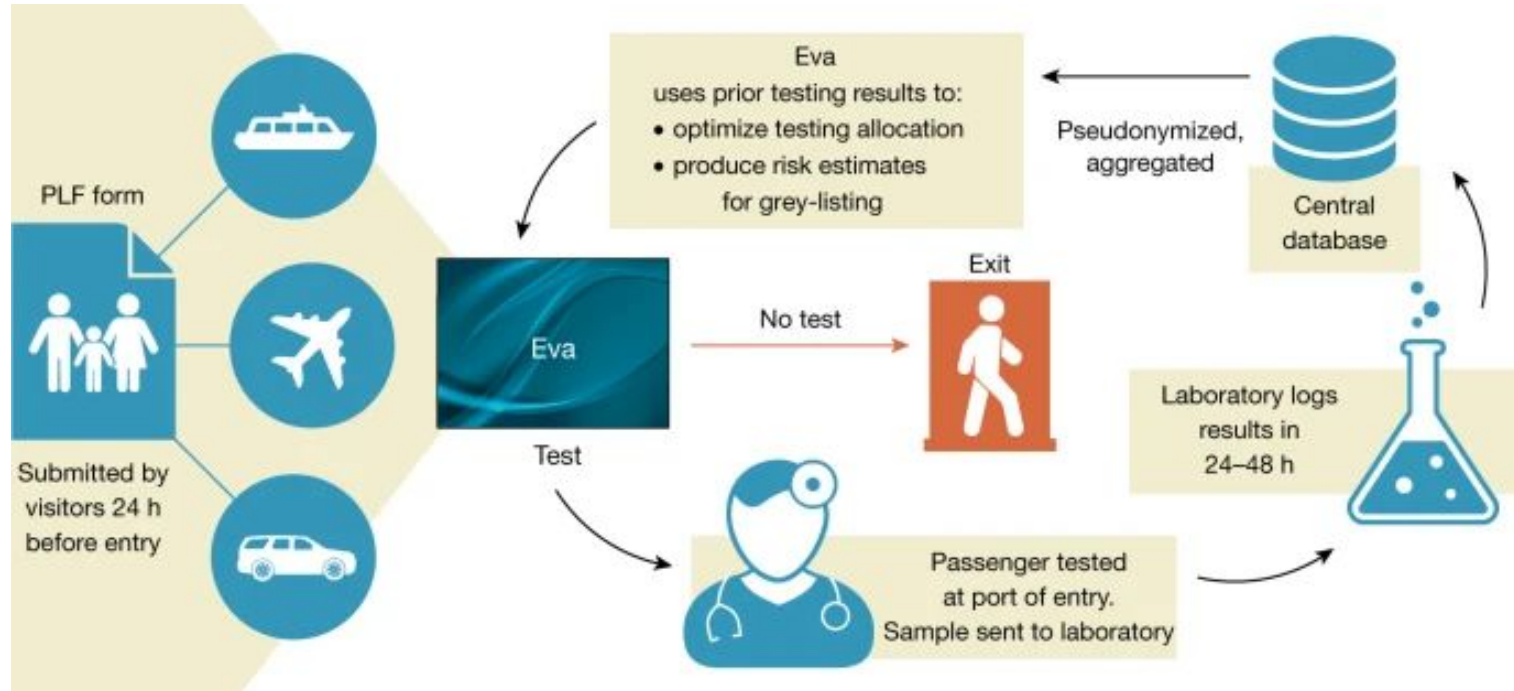 PLF form
Submitted by
visitors 24 h
before entry
Eva
uses prior testing results to:
• optimize testing allocation
• produce risk estimates
for grey-listing
Eva
No test
Exit
Test
Passenger tested
at port of entry.
Sample sent to laboratory
Laboratory logs
results in
24–48 h
Central
database
Pseudonymized,
aggregated